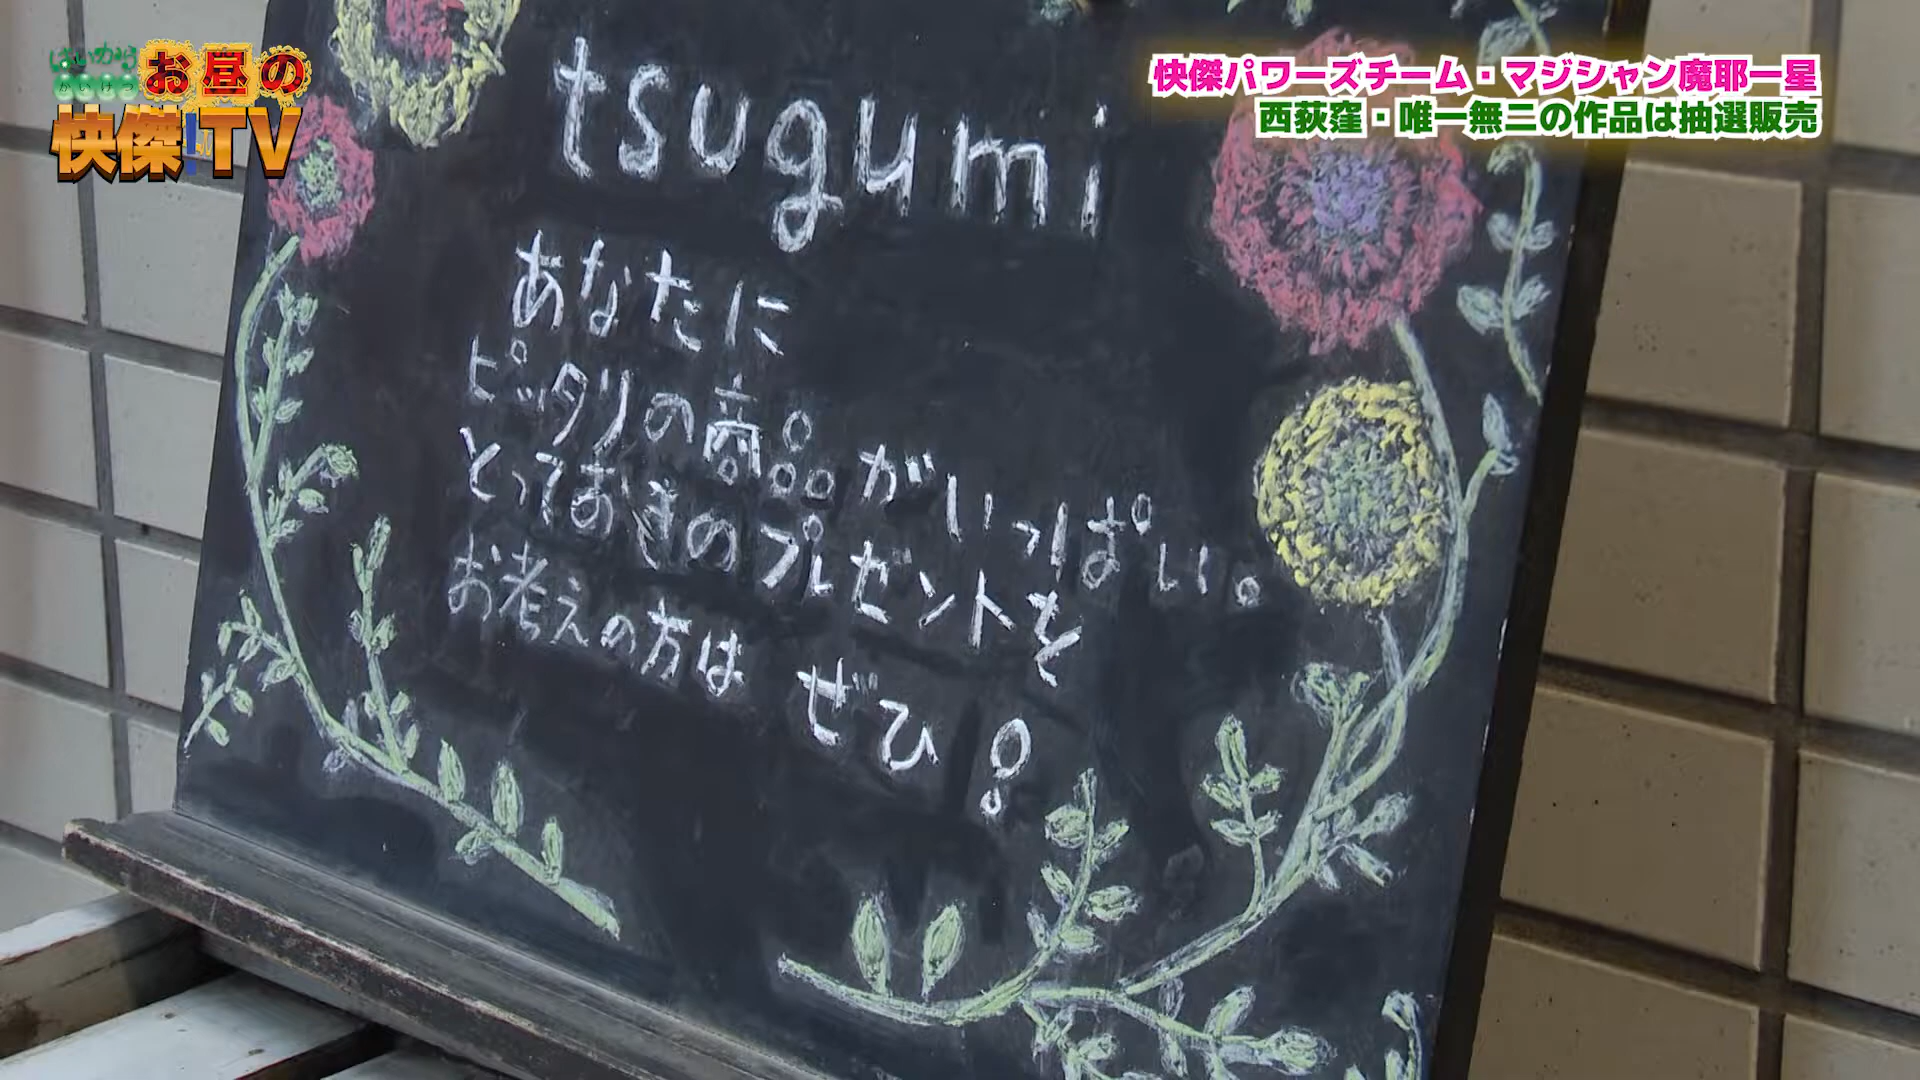 はいから
かいけつ
お昼の
快傑!TV
快傑パワーズチーム・マジシャン魔耶一星
西荻窪・唯一無二の作品は抽選販売
tsugumi
あなたに
ピッタリの商品がいっぱい。
とっておきのプレゼントを
お考えの方は ぜひ!